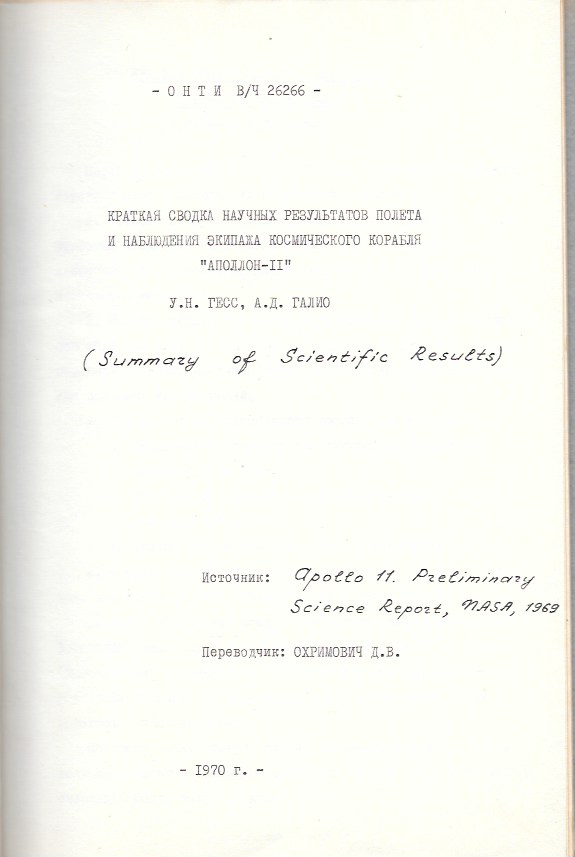 - О Н Т И В/Ч 26266 -
КРАТКАЯ СВОДКА НАУЧНЫХ РЕЗУЛЬТАТОВ ПОЛЕТА
И НАБЛЮДЕНИЯ ЭКИПАЖА КОСМИЧЕСКОГО КОРАБЛЯ
"АПОЛЛОН-II"
У.Н. ГЕСС, А.Д. ГАЛИО
(Summary of Scientific Results)
Источник: Apollo 11. Preliminary
Science Report, NASA, 1969
Переводчик: ОХРИМОВИЧ Д.В.
- 1970 г. -